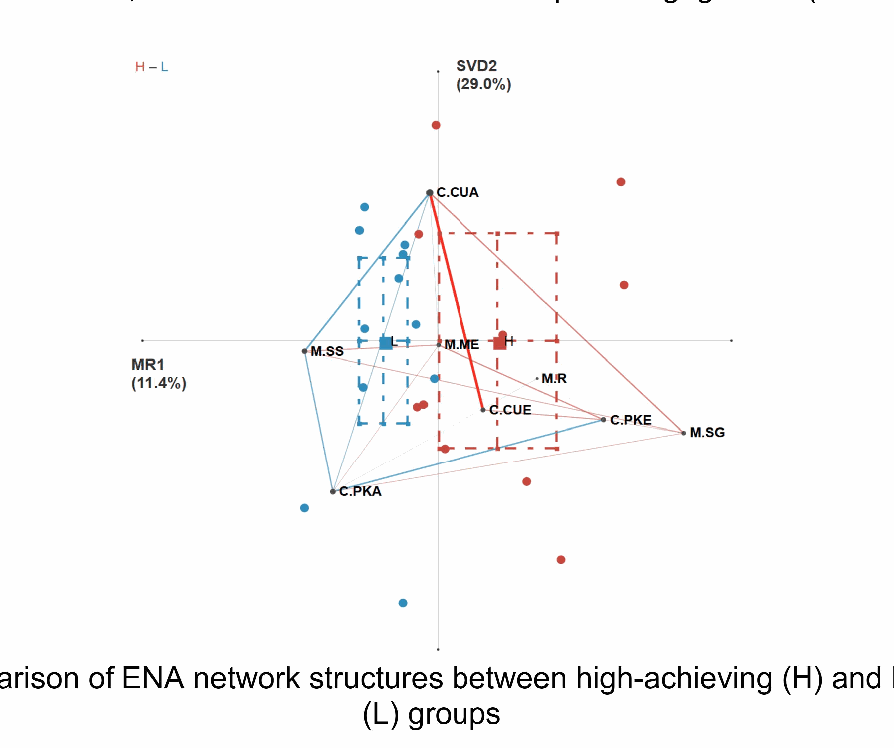 H – L
SVD2
(29.0%)
C.CUA
L
H
M.ME
M.SS
MR1
(11.4%)
M.R
C.CUE
C.PKE
M.SG
C.PKA
arison of ENA network structures between high-achieving (H) and
(L) groups